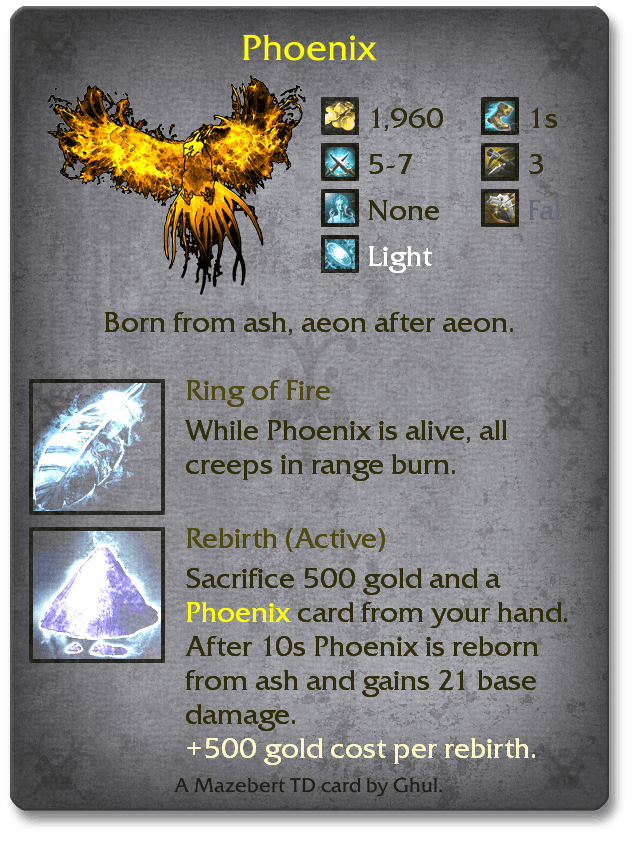 Phoenix
1,960 1s
5-7 3
None Fal
Light
Born from ash, aeon after aeon.
Ring of Fire
While Phoenix is alive, all
creeps in range burn.
Rebirth (Active)
Sacrifice 500 gold and a
Phoenix card from your hand.
After 10s Phoenix is reborn
from ash and gains 21 base
damage.
+500 gold cost per rebirth.
A Mazebert TD card by Ghul.